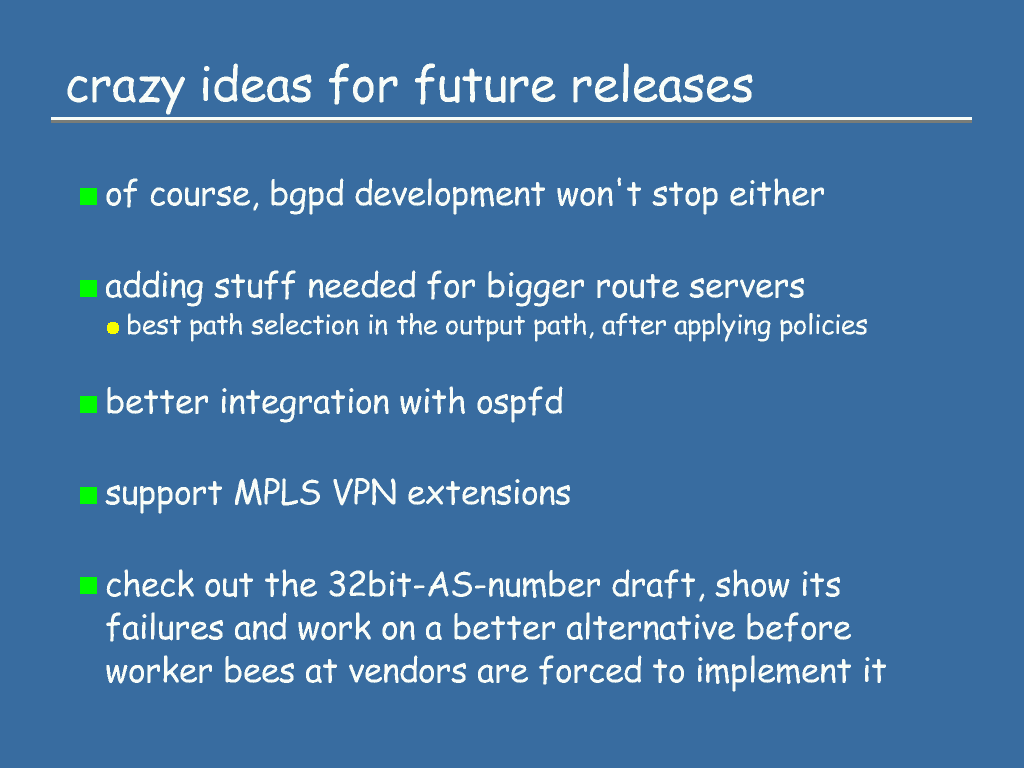 crazy ideas for future releases
of course, bgpd development won't stop either
adding stuff needed for bigger route servers
best path selection in the output path, after applying policies
better integration with ospfd
support MPLS VPN extensions
check out the 32bit-AS-number draft, show its
failures and work on a better alternative before
worker bees at vendors are forced to implement it